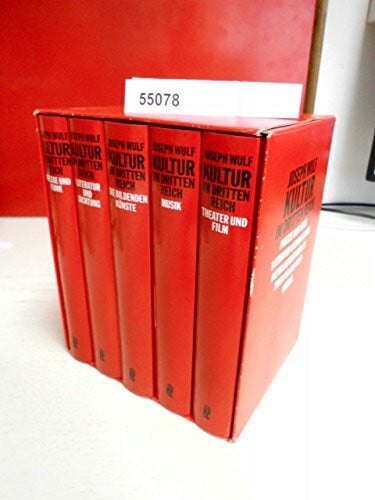 55078
JOSEPH WULF
KULTUR
IM DRITTEN
REICH
PRESSE UND
FUNK
JOSEPH WULF
KULTUR
IM DRITTEN
REICH
LITERATUR
UND
DICHTUNG
JOSEPH WULF
KULTUR
IM DRITTEN
REICH
DIE BILDENDEN
KÜNSTE
JOSEPH WULF
KULTUR
IM DRITTEN
REICH
MUSIK
JOSEPH WULF
KULTUR
IM DRITTEN
REICH
THEATER UND
FILM
JOSEPH WULF
KULTUR
IM DRITTEN
REICH